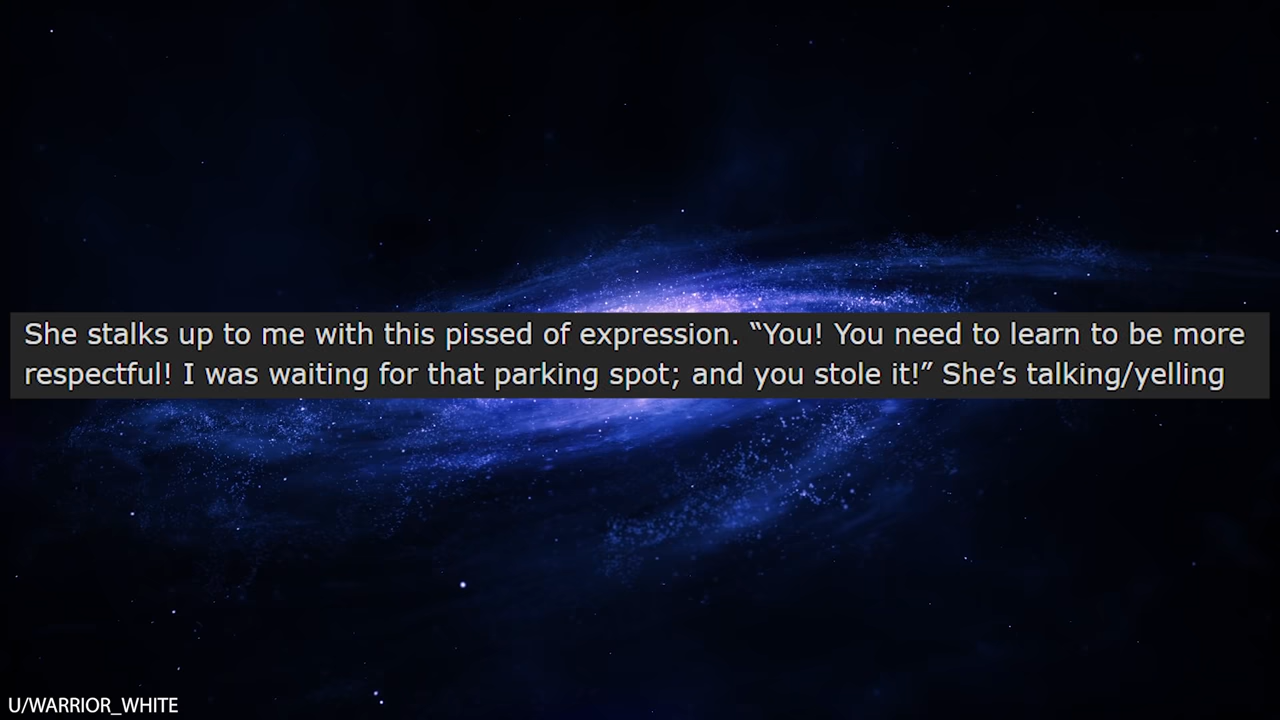 She stalks up to me with this pissed of expression. “You! You need to learn to be more
respectful! I was waiting for that parking spot; and you stole it!” She’s talking/yelling
U/WARRIOR_WHITE